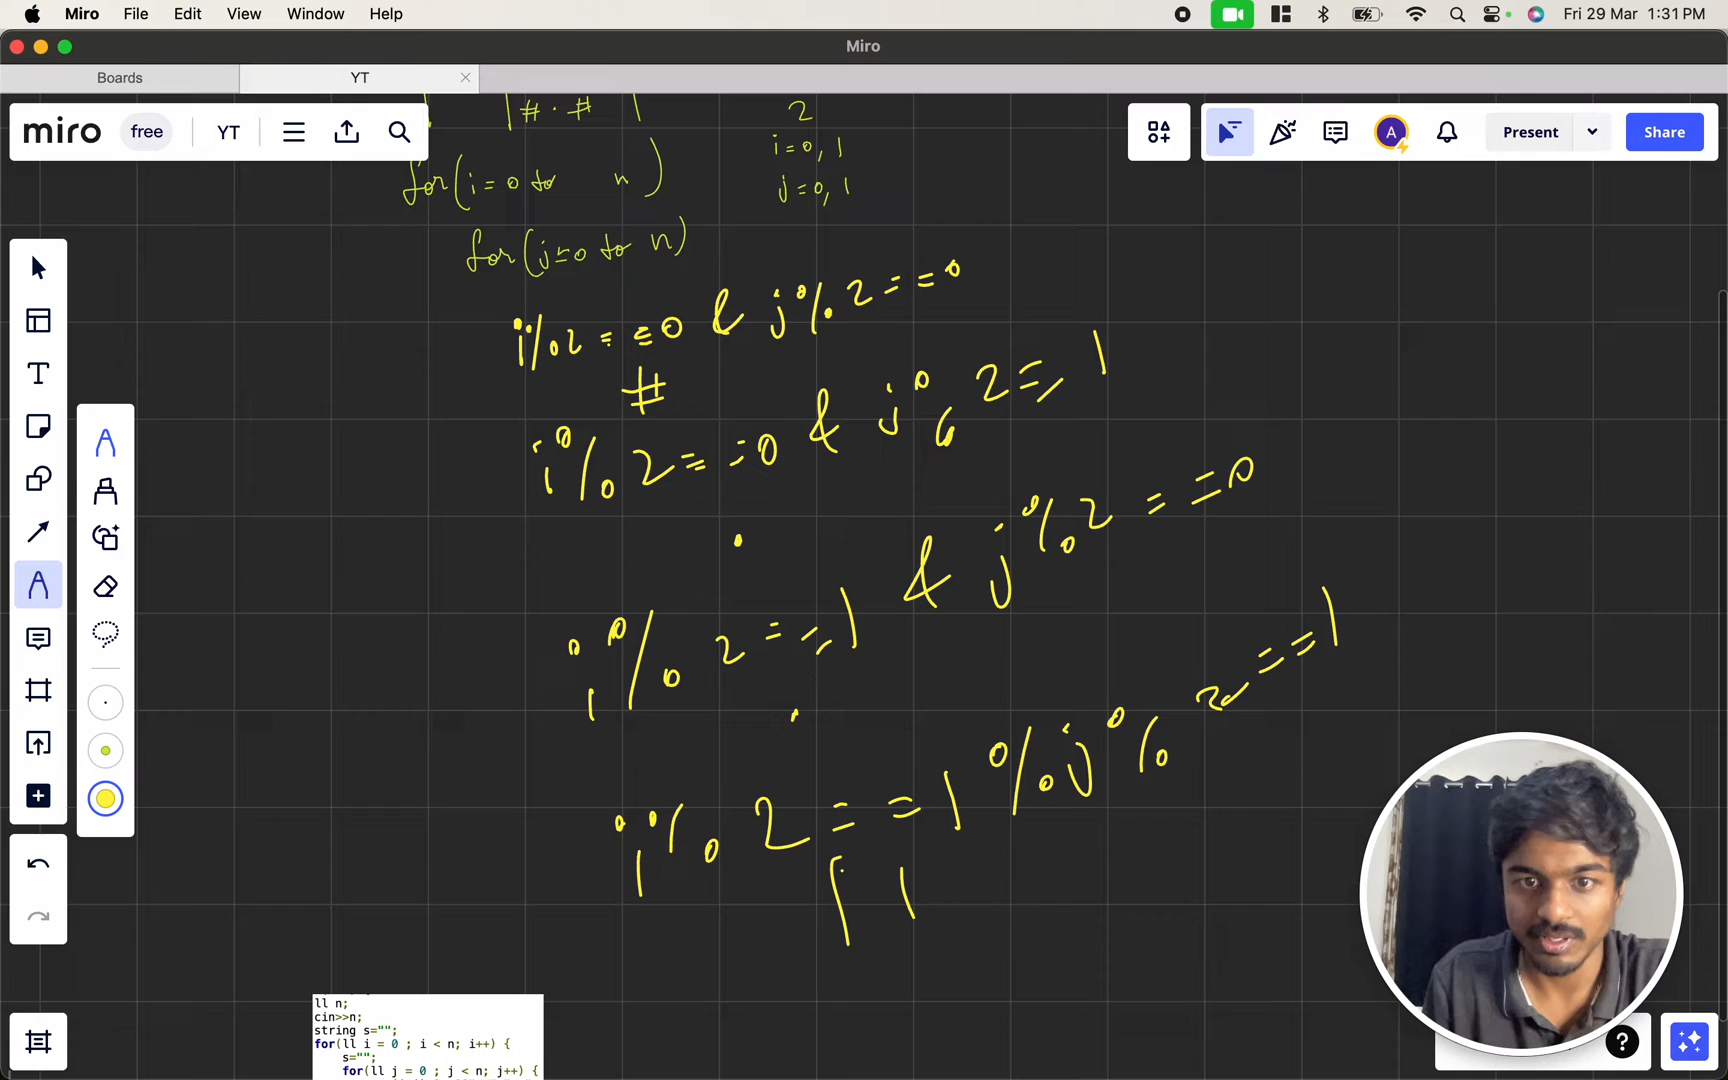 Miro File Edit View Window Help Fri 29 Mar 1:31 PM
Miro
Boards YT
miro free YT A Present Share
# . # 2
i=0, 1
for(i=0 to n) j=0, 1
for(j=0 to n)
i%2==0 & j%2==0
#
i%2==0 & j%2==1
.
i%2==1 & j%2==0
.
i%2==1 % j%2==1
ll n;
cin>>n;
string s="";
for(ll i = 0 ; i < n; i++) {
s="";
for(ll j = 0 ; j < n; j++) {